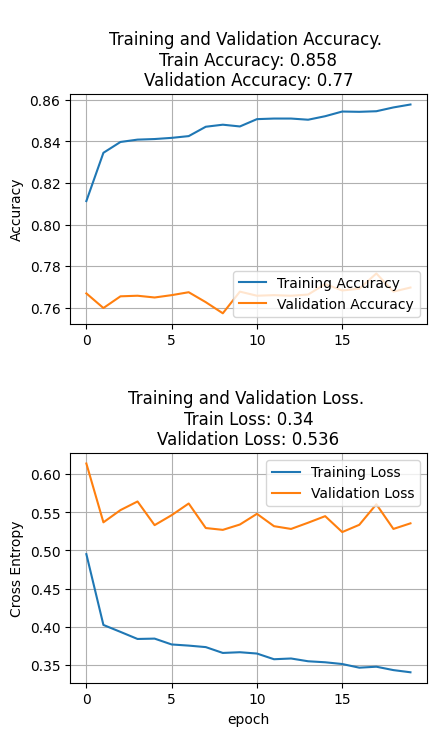 Training and Validation Accuracy.
Train Accuracy: 0.858
Validation Accuracy: 0.77
0.86
0.84
0.82
0.80
0.78
0.76
Accuracy
Training Accuracy
Validation Accuracy
0 5 10 15
Training and Validation Loss.
Train Loss: 0.34
Validation Loss: 0.536
0.60
0.55
0.50
0.45
0.40
0.35
Cross Entropy
Training Loss
Validation Loss
0 5 10 15
epoch